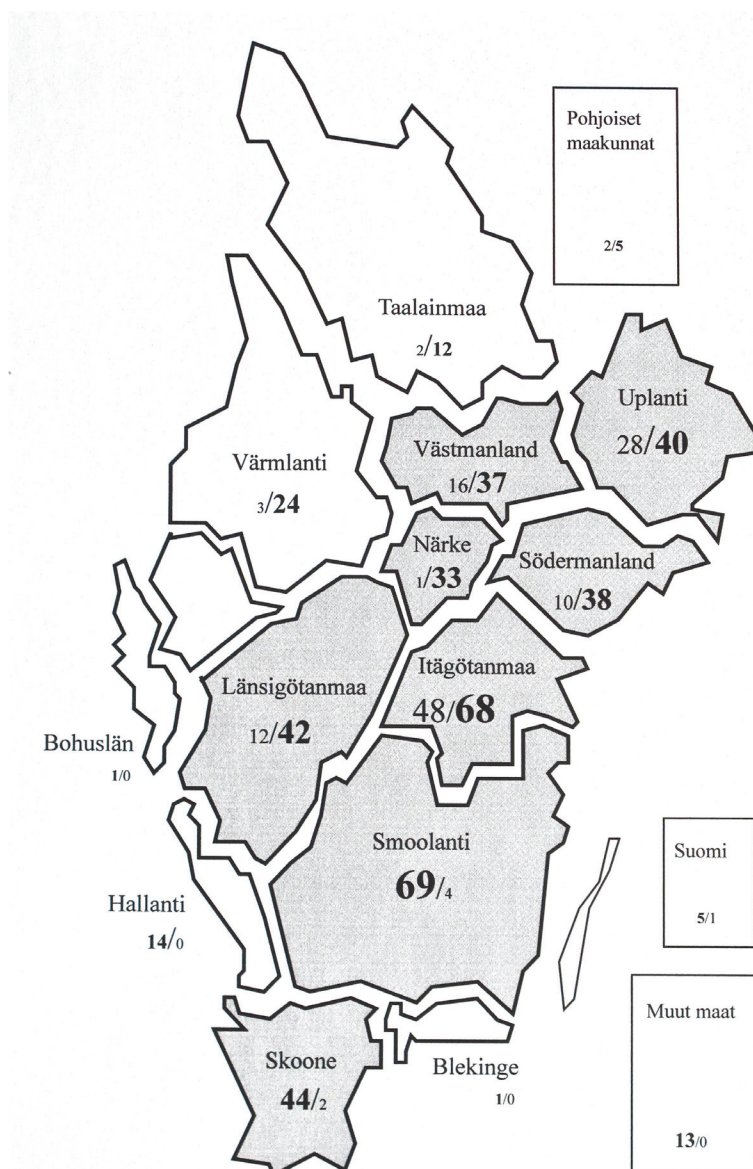 Pohjoiset
maakunnat
2/5
Taalainmaa
2/12
Uplanti
28/40
Västmanland
16/37
Värmlanti
3/24
Närke
1/33
Södermanland
10/38
Itägötanmaa
48/68
Länsigötanmaa
12/42
Bohuslän
1/0
Smoolanti
69/4
Suomi
5/1
Hallanti
14/0
Muut maat
13/0
Skoone
44/2
Blekinge
1/0